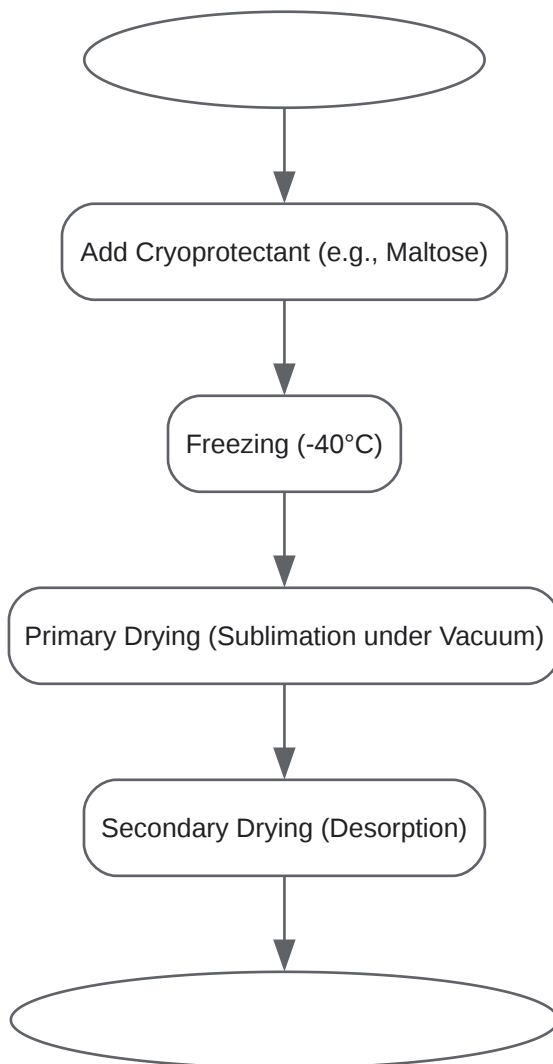 Add Cryoprotectant (e.g., Maltose)
Freezing (-40°C)
Primary Drying (Sublimation under Vacuum)
Secondary Drying (Desorption)